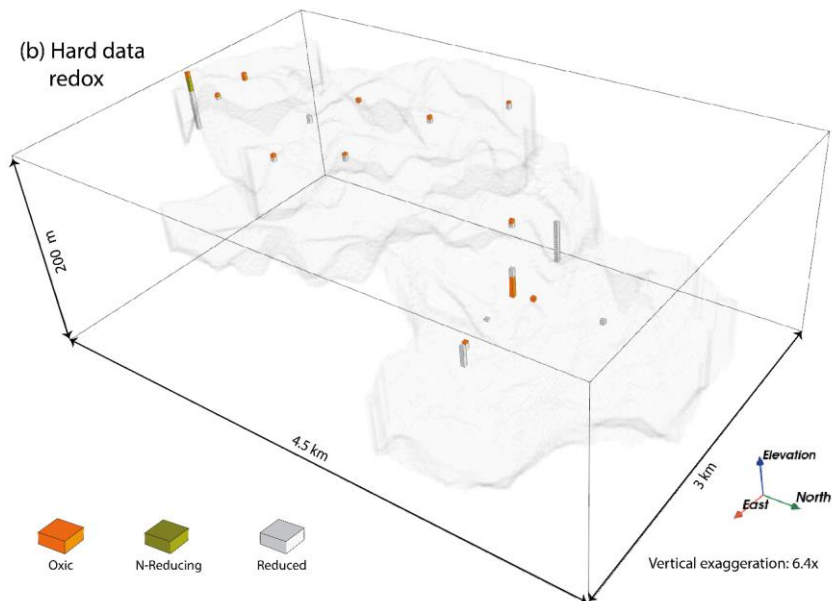 (b) Hard data
redox
200 m
4.5 km
3 km
Elevation
East
North
Oxic
N-Reducing
Reduced
Vertical exaggeration: 6.4x